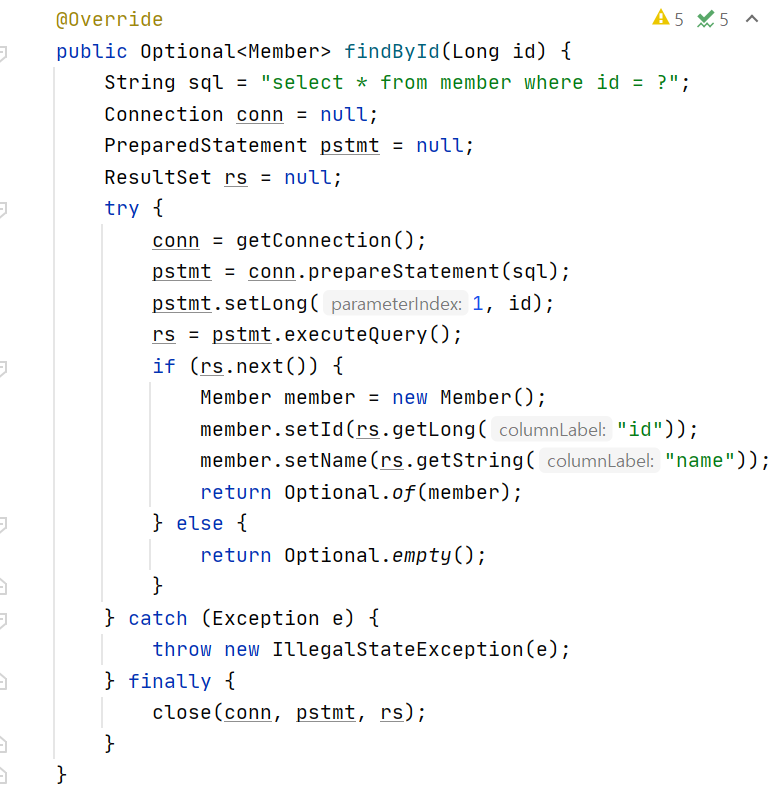 @Override 5 5
public Optional<Member> findById(Long id) {
    String sql = "select * from member where id = ?";
    Connection conn = null;
    PreparedStatement pstmt = null;
    ResultSet rs = null;
    try {
        conn = getConnection();
        pstmt = conn.prepareStatement(sql);
        pstmt.setLong( parameterIndex: 1, id);
        rs = pstmt.executeQuery();
        if (rs.next()) {
            Member member = new Member();
            member.setId(rs.getLong( columnLabel: "id"));
            member.setName(rs.getString( columnLabel: "name"));
            return Optional.of(member);
        } else {
            return Optional.empty();
        }
    } catch (Exception e) {
        throw new IllegalStateException(e);
    } finally {
        close(conn, pstmt, rs);
    }
}